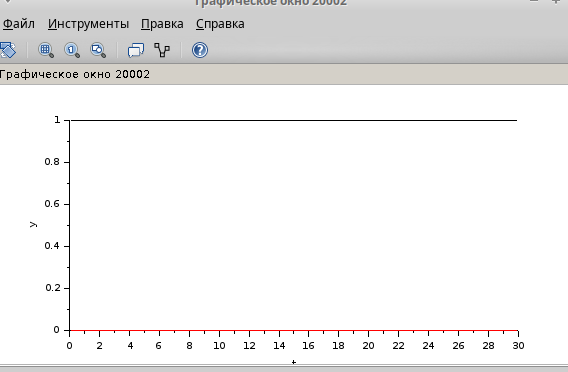 Графическое окно 20002
Файл Инструменты Правка Справка
Графическое окно 20002
1
0.8
0.6
y
0.4
0.2
0
0 2 4 6 8 10 12 14 16 18 20 22 24 26 28 30
t